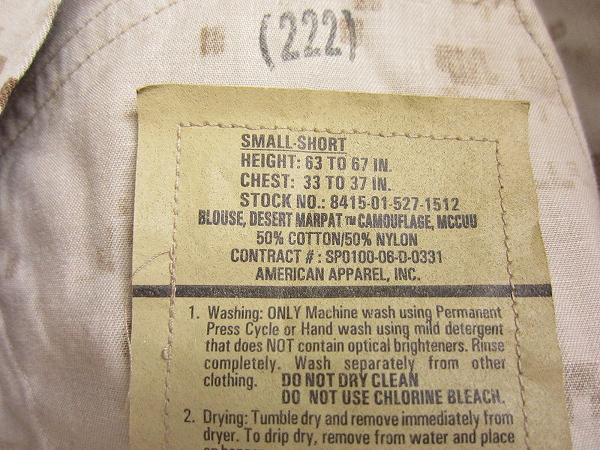 (222)
SMALL-SHORT
HEIGHT: 63 TO 67 IN.
CHEST: 33 TO 37 IN.
STOCK NO.: 8415-01-527-1512
BLOUSE, DESERT MARPAT ™ CAMOUFLAGE, MCCUU
50% COTTON/50% NYLON
CONTRACT # : SP0100-06-D-0331
AMERICAN APPAREL, INC.
1. Washing: ONLY Machine wash using Permanent
Press Cycle or Hand wash using mild detergent
that does NOT contain optical brighteners. Rinse
completely. Wash separately from other
clothing. DO NOT DRY CLEAN
DO NOT USE CHLORINE BLEACH.
2. Drying: Tumble dry and remove immediately from
dryer. To drip dry, remove from water and place